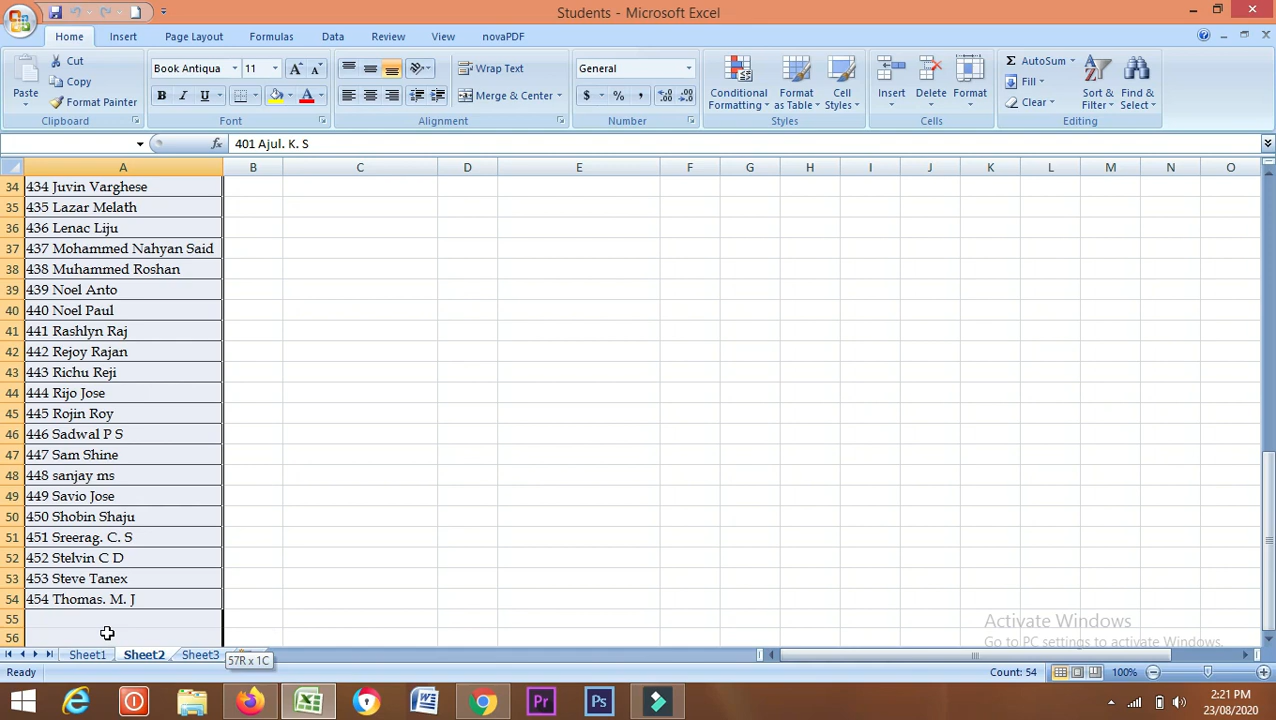 Students - Microsoft Excel
Home Insert Page Layout Formulas Data Review View novaPDF
Paste
Cut
Copy
Format Painter
Clipboard
Book Antiqua 11
B I U
Font
Wrap Text
Merge & Center
Alignment
General
$ % ,
Number
Conditional Formatting
Format as Table
Cell Styles
Styles
Insert
Delete
Format
Cells
Σ AutoSum
Fill
Clear
Sort & Filter
Find & Select
Editing
fx 401 Ajul. K. S
A B C D E F G H I J K L M N O
34 434 Juvin Varghese
35 435 Lazar Melath
36 436 Lenac Liju
37 437 Mohammed Nahyan Said
38 438 Muhammed Roshan
39 439 Noel Anto
40 440 Noel Paul
41 441 Rashlyn Raj
42 442 Rejoy Rajan
43 443 Richu Reji
44 444 Rijo Jose
45 445 Rojin Roy
46 446 Sadwal P S
47 447 Sam Shine
48 448 sanjay ms
49 449 Savio Jose
50 450 Shobin Shaju
51 451 Sreerag. C. S
52 452 Stelvin C D
53 453 Steve Tanex
54 454 Thomas. M. J
55
56
Activate Windows
Go to PC settings to activate Windows.
Sheet1 Sheet2 Sheet3
57R x 1C
Ready Count: 54 100%
Pr Ps
2:21 PM
23/08/2020